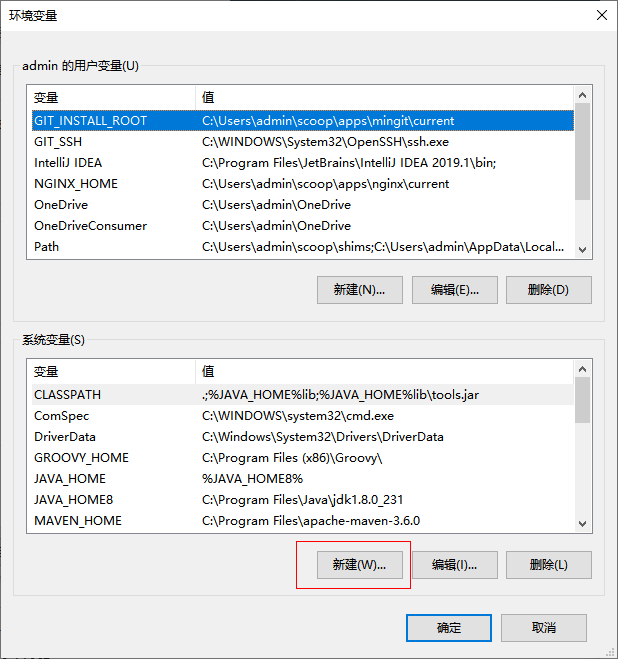 环境变量
admin 的用户变量(U)
变量 值
GIT_INSTALL_ROOT C:\Users\admin\scoop\apps\mingit\current
GIT_SSH C:\WINDOWS\System32\OpenSSH\ssh.exe
IntelliJ IDEA C:\Program Files\JetBrains\IntelliJ IDEA 2019.1\bin;
NGINX_HOME C:\Users\admin\scoop\apps\nginx\current
OneDrive C:\Users\admin\OneDrive
OneDriveConsumer C:\Users\admin\OneDrive
Path C:\Users\admin\scoop\shims;C:\Users\admin\AppData\Local...
新建(N)... 编辑(E)... 删除(D)
系统变量(S)
变量 值
CLASSPATH .;%JAVA_HOME%lib;%JAVA_HOME%lib\tools.jar
ComSpec C:\WINDOWS\system32\cmd.exe
DriverData C:\Windows\System32\Drivers\DriverData
GROOVY_HOME C:\Program Files (x86)\Groovy\
JAVA_HOME %JAVA_HOME8%
JAVA_HOME8 C:\Program Files\Java\jdk1.8.0_231
MAVEN_HOME C:\Program Files\apache-maven-3.6.0
新建(W)... 编辑(I)... 删除(L)
确定 取消